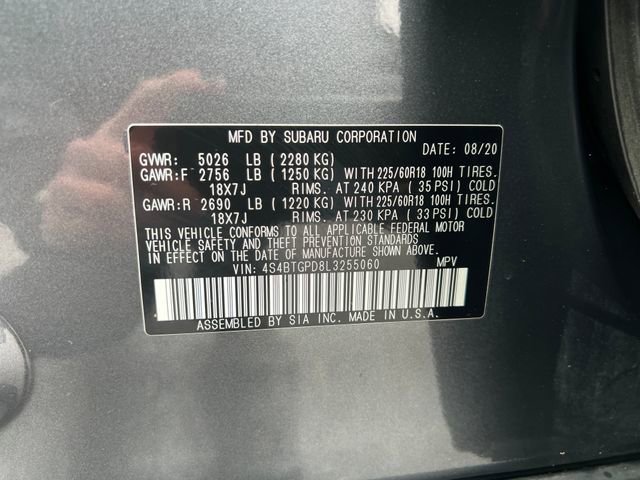 MFD BY SUBARU CORPORATION
DATE: 08/20
GVWR: 5026 LB ( 2280 KG)
GAWR:F 2756 LB ( 1250 KG) WITH 225/60R18 100H TIRES.
18X7J RIMS. AT 240 KPA ( 35 PSI) COLD
GAWR:R 2690 LB ( 1220 KG) WITH 225/60R18 100H TIRES.
18X7J RIMS. AT 230 KPA ( 33 PSI) COLD
THIS VEHICLE CONFORMS TO ALL APPLICABLE FEDERAL MOTOR
VEHICLE SAFETY AND THEFT PREVENTION STANDARDS
IN EFFECT ON THE DATE OF MANUFACTURE SHOWN ABOVE.
VIN: 4S4BTGPD8L3255060 MPV
ASSEMBLED BY SIA INC. MADE IN U.S.A.